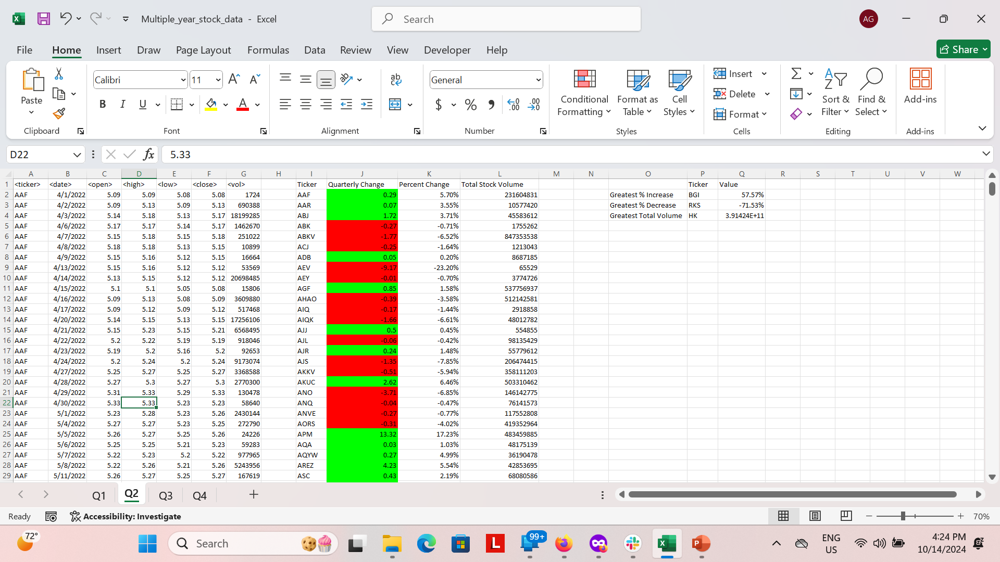 Multiple_year_stock_data - Excel
Search
AG
File Home Insert Draw Page Layout Formulas Data Review View Developer Help
Share
Paste
Calibri 11
B I U
ab
General
$ % 9
Conditional Formatting
Format as Table
Cell Styles
Insert
Delete
Format
Sort & Filter
Find & Select
Add-ins
Clipboard Font Alignment Number Styles Cells Editing Add-ins
D22 fx 5.33
A B C D E F G H I J K L M N O P Q R S T U V W
1 <ticker> <date> <open> <high> <low> <close> <vol> Ticker Quarterly Change Percent Change Total Stock Volume Ticker Value
2 AAF 4/1/2022 5.09 5.09 5.08 5.08 1724 AAF 0.29 5.70% 231604831 Greatest % Increase BGI 57.57%
3 AAF 4/2/2022 5.09 5.13 5.09 5.13 690388 AAR 0.07 3.55% 10577420 Greatest % Decrease RKS -71.53%
4 AAF 4/3/2022 5.14 5.18 5.13 5.17 18199285 ABJ 1.72 3.71% 45583612 Greatest Total Volume HK 3.91424E+11
5 AAF 4/6/2022 5.17 5.17 5.14 5.17 1462670 ABK -0.27 -0.71% 1755262
6 AAF 4/7/2022 5.15 5.18 5.15 5.18 251022 ABKV -1.77 -6.52% 847353538
7 AAF 4/8/2022 5.18 5.18 5.13 5.15 10899 ACJ -0.25 -1.64% 1213043
8 AAF 4/9/2022 5.15 5.16 5.12 5.15 16664 ADB 0.05 0.20% 8687185
9 AAF 4/13/2022 5.15 5.16 5.12 5.12 53569 AEV -9.17 -23.20% 65529
10 AAF 4/14/2022 5.13 5.15 5.12 5.12 20698485 AEY -0.01 -0.70% 3774726
11 AAF 4/15/2022 5.1 5.1 5.05 5.08 15806 AGF 0.85 1.58% 537756937
12 AAF 4/16/2022 5.09 5.13 5.08 5.09 3609880 AHAO -0.39 -3.58% 512142581
13 AAF 4/17/2022 5.09 5.12 5.09 5.12 517468 AIQ -0.17 -1.44% 2918858
14 AAF 4/20/2022 5.14 5.15 5.13 5.15 17256106 AIQK -1.66 -6.61% 48012782
15 AAF 4/21/2022 5.15 5.23 5.15 5.21 6568495 AJJ 0.5 0.45% 554855
16 AAF 4/22/2022 5.2 5.22 5.19 5.19 918046 AJL -0.06 -0.42% 98135429
17 AAF 4/23/2022 5.19 5.2 5.16 5.2 92653 AJR 0.24 1.48% 55779612
18 AAF 4/24/2022 5.2 5.24 5.2 5.24 9173074 AJS -1.35 -7.85% 206474415
19 AAF 4/27/2022 5.25 5.27 5.25 5.27 3368588 AKKV -0.51 -5.94% 358111203
20 AAF 4/28/2022 5.27 5.3 5.27 5.3 2770300 AKUC 2.62 6.46% 503310462
21 AAF 4/29/2022 5.31 5.33 5.29 5.33 130478 ANO -3.71 -6.85% 146142775
22 AAF 4/30/2022 5.33 5.33 5.23 5.23 58640 ANQ -0.04 -0.47% 76141573
23 AAF 5/1/2022 5.23 5.28 5.23 5.26 2430144 ANVE -0.27 -0.77% 117552808
24 AAF 5/4/2022 5.27 5.27 5.23 5.25 272790 AORS -0.31 -4.02% 419352964
25 AAF 5/5/2022 5.26 5.27 5.25 5.26 24226 APM 13.32 17.23% 483459885
26 AAF 5/6/2022 5.25 5.25 5.21 5.23 59283 AQA 0.03 1.03% 48175139
27 AAF 5/7/2022 5.22 5.23 5.2 5.22 977965 AQYW 0.27 4.99% 36190478
28 AAF 5/8/2022 5.22 5.26 5.21 5.26 5243956 AREZ 4.23 5.54% 42853695
29 AAF 5/11/2022 5.26 5.27 5.25 5.27 167619 ASC 0.43 2.19% 68080586
Q1 Q2 Q3 Q4
Ready Accessibility: Investigate 70%
72° Search 99+ ENG US 4:24 PM 10/14/2024